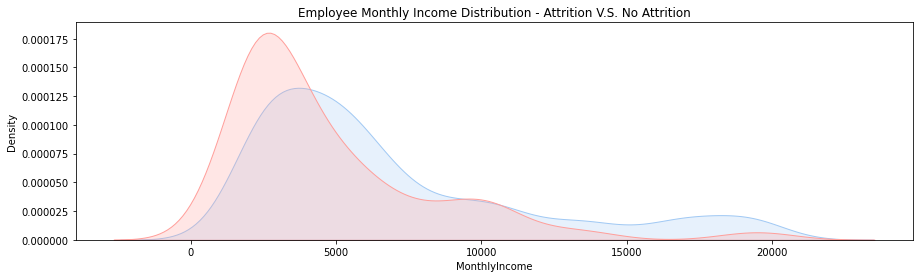 Employee Monthly Income Distribution - Attrition V.S. No Attrition
0.000175
0.000150
0.000125
0.000100
0.000075
0.000050
0.000025
0.000000
Density
0 5000 10000 15000 20000
MonthlyIncome